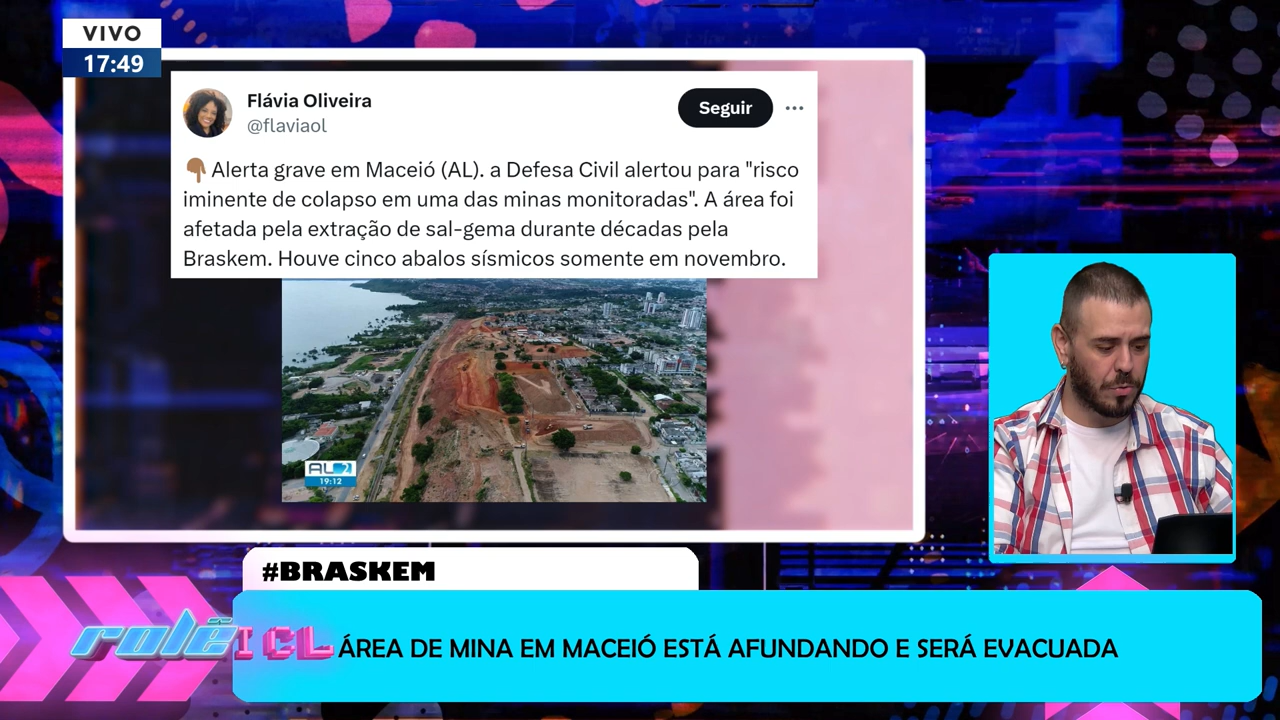 VIVO
17:49
Flávia Oliveira
@flaviaol
Seguir
Alerta grave em Maceió (AL). a Defesa Civil alertou para "risco
iminente de colapso em uma das minas monitoradas". A área foi
afetada pela extração de sal-gema durante décadas pela
Braskem. Houve cinco abalos sísmicos somente em novembro.
AL2
19:12
#BRASKEM
rolê ICL
ÁREA DE MINA EM MACEIÓ ESTÁ AFUNDANDO E SERÁ EVACUADA